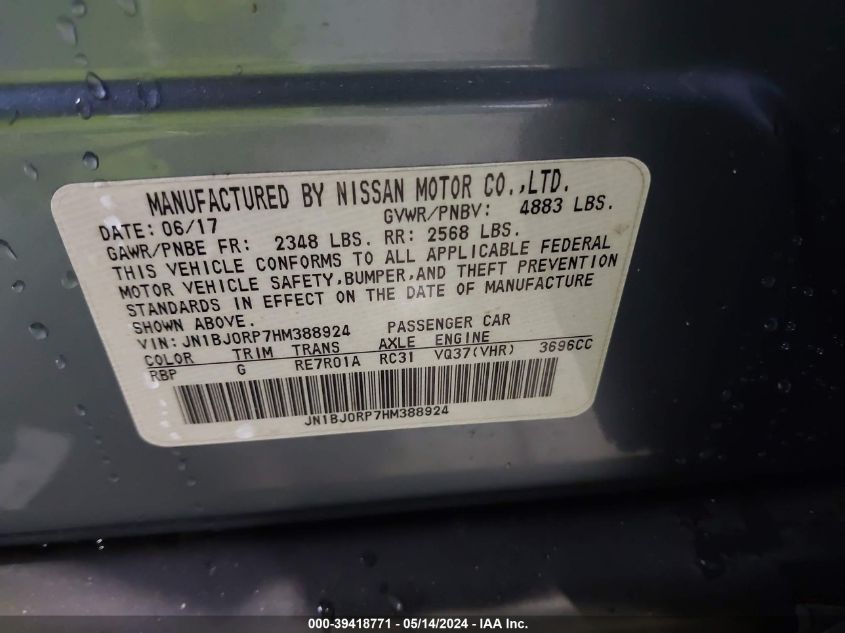 MANUFACTURED BY NISSAN MOTOR CO.,LTD.
DATE: 06/17 GVWR/PNBV: 4883 LBS.
GAWR/PNBE FR: 2348 LBS. RR: 2568 LBS.
THIS VEHICLE CONFORMS TO ALL APPLICABLE FEDERAL
MOTOR VEHICLE SAFETY,BUMPER,AND THEFT PREVENTION
STANDARDS IN EFFECT ON THE DATE OF MANUFACTURE
SHOWN ABOVE.
VIN: JN1BJ0RP7HM388924 PASSENGER CAR
COLOR TRIM TRANS AXLE ENGINE
RBP G RE7R01A RC31 VQ37(VHR) 3696CC
JN1BJ0RP7HM388924
000-39418771 - 05/14/2024 - IAA Inc.